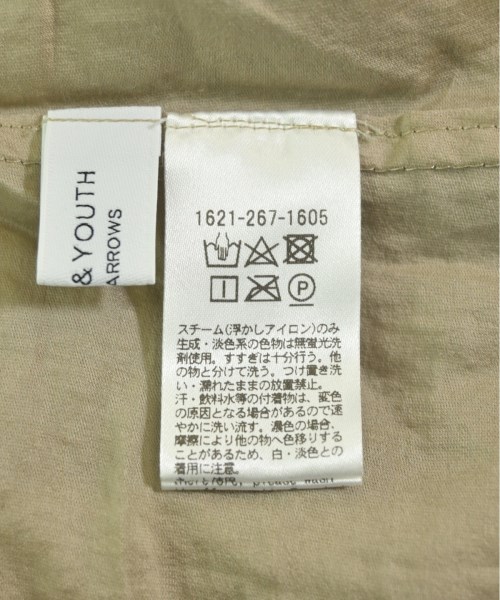 & YOUTH
ARROWS
1621-267-1605
P
スチーム(浮かしアイロン)のみ
生成・淡色系の色物は無蛍光洗
剤使用。すすぎは十分行う。他
の物と分けて洗う。つけ置き洗
い・濡れたままの放置禁止。
汗・飲料水等の付着物は、変色
の原因となる場合があるので速
やかに洗い流す。濃色の場合、
摩擦により他の物へ色移りする
ことがあるため、白・淡色との
着用に注意。
please wash